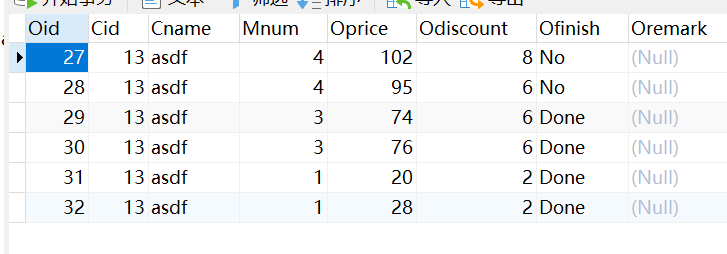 Oid Cid Cname Mnum Oprice Odiscount Ofinish Oremark
27 13 asdf 4 102 8 No (Null)
28 13 asdf 4 95 6 No (Null)
29 13 asdf 3 74 6 Done (Null)
30 13 asdf 3 76 6 Done (Null)
31 13 asdf 1 20 2 Done (Null)
32 13 asdf 1 28 2 Done (Null)